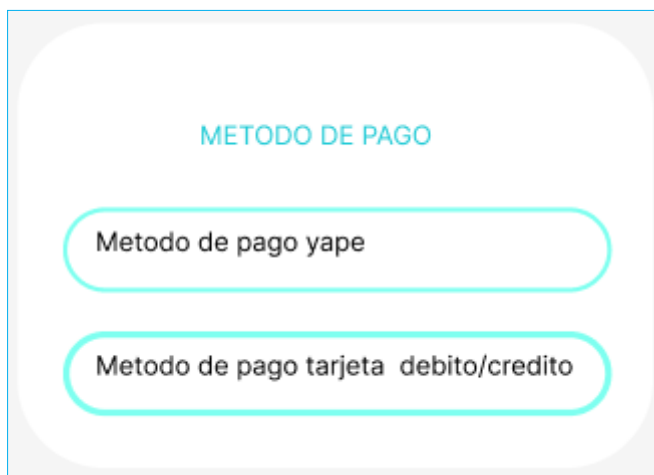 METODO DE PAGO
Metodo de pago yape
Metodo de pago tarjeta  debito/credito